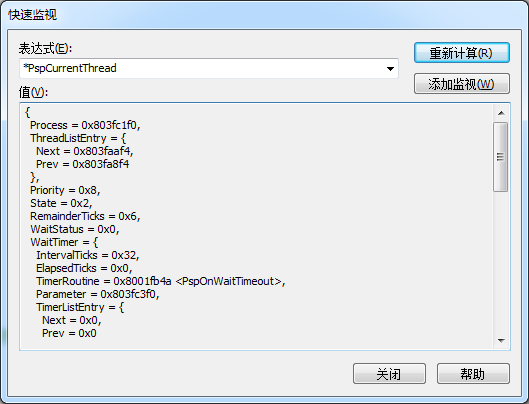 快速监视
表达式(E):
重新计算(R)
*PspCurrentThread
添加监视(W)
值(V):
{
Process = 0x803fc1f0,
ThreadListEntry = {
Next = 0x803faaf4,
Prev = 0x803fa8f4
},
Priority = 0x8,
State = 0x2,
RemainderTicks = 0x6,
WaitStatus = 0x0,
WaitTimer = {
IntervalTicks = 0x32,
ElapsedTicks = 0x0,
TimerRoutine = 0x8001fb4a <PspOnWaitTimeout>,
Parameter = 0x803fc3f0,
TimerListEntry = {
Next = 0x0,
Prev = 0x0
关闭
帮助